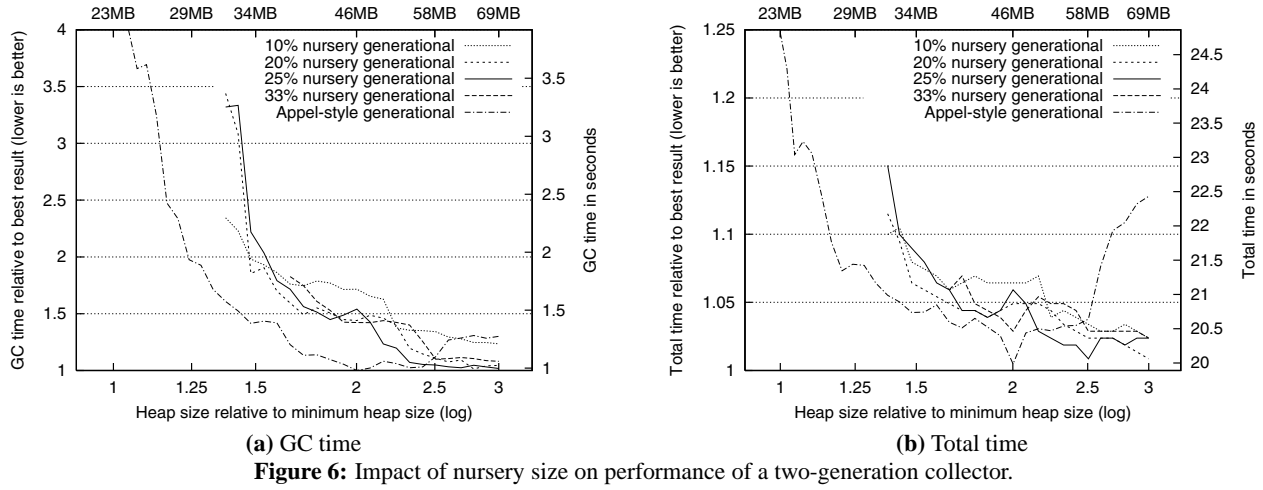 23MB 29MB 34MB 46MB 58MB 69MB
4
3.5
3
2.5
2
1.5
1
GC time relative to best result (lower is better)
10% nursery generational
20% nursery generational
25% nursery generational
33% nursery generational
Appel-style generational
3.5
3
2.5
2
1.5
1
GC time in seconds
1 1.25 1.5 2 2.5 3
Heap size relative to minimum heap size (log)
(a) GC time
23MB 29MB 34MB 46MB 58MB 69MB
1.25
1.2
1.15
1.1
1.05
1
Total time relative to best result (lower is better)
10% nursery generational
20% nursery generational
25% nursery generational
33% nursery generational
Appel-style generational
24.5
24
23.5
23
22.5
22
21.5
21
20.5
20
Total time in seconds
1 1.25 1.5 2 2.5 3
Heap size relative to minimum heap size (log)
(b) Total time
Figure 6: Impact of nursery size on performance of a two-generation collector.